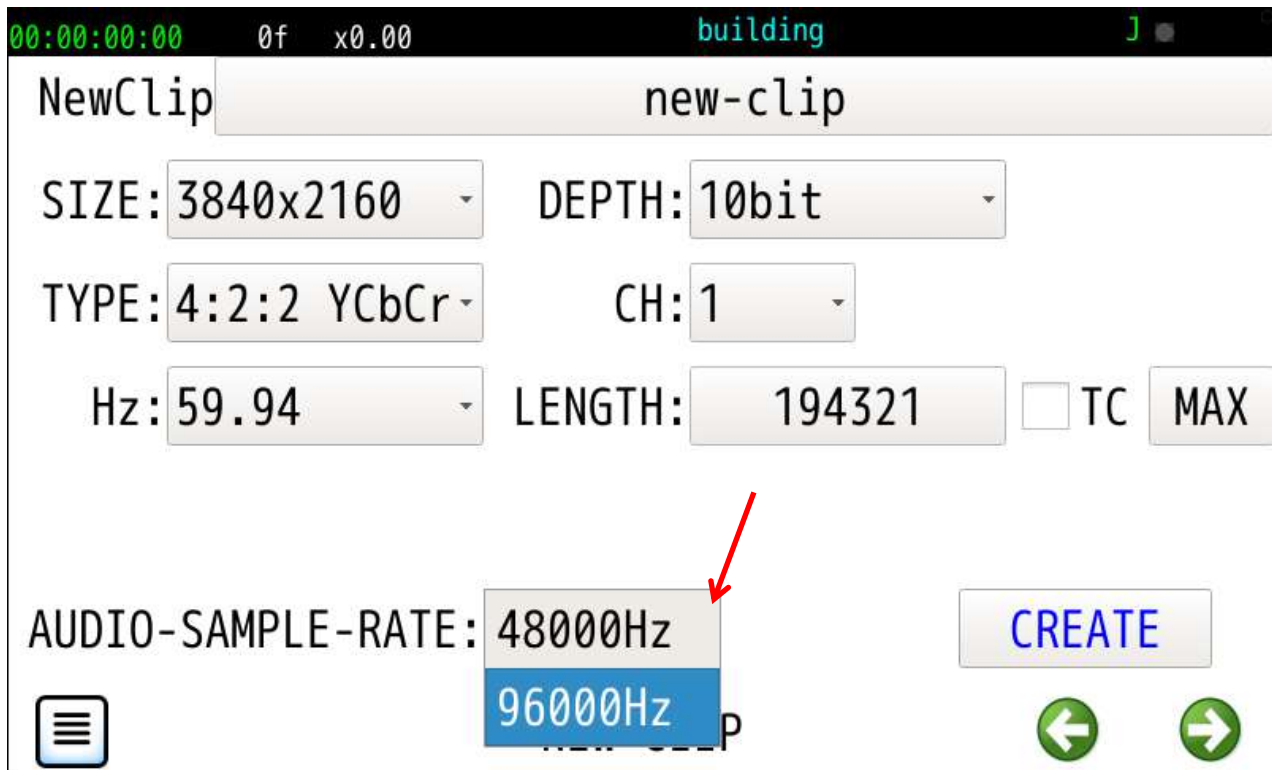 00:00:00:00 0f x0.00 building J
NewClip new-clip
SIZE: 3840x2160 DEPTH: 10bit
TYPE: 4:2:2 YCbCr CH: 1
Hz: 59.94 LENGTH: 194321 TC MAX
AUDIO-SAMPLE-RATE: 48000Hz CREATE
96000Hz